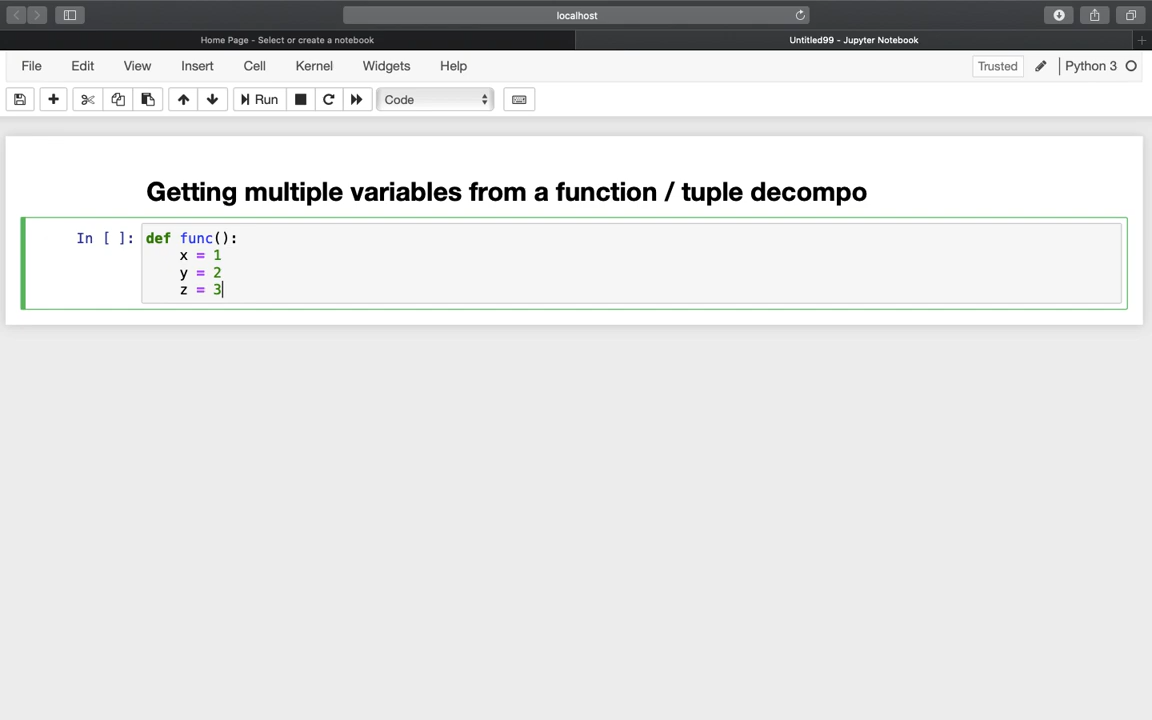 localhost
Home Page - Select or create a notebook
Untitled99 - Jupyter Notebook
File Edit View Insert Cell Kernel Widgets Help
Trusted
Python 3
Run
Code
Getting multiple variables from a function / tuple decompo
In [ ]: def func():
x = 1
y = 2
z = 3